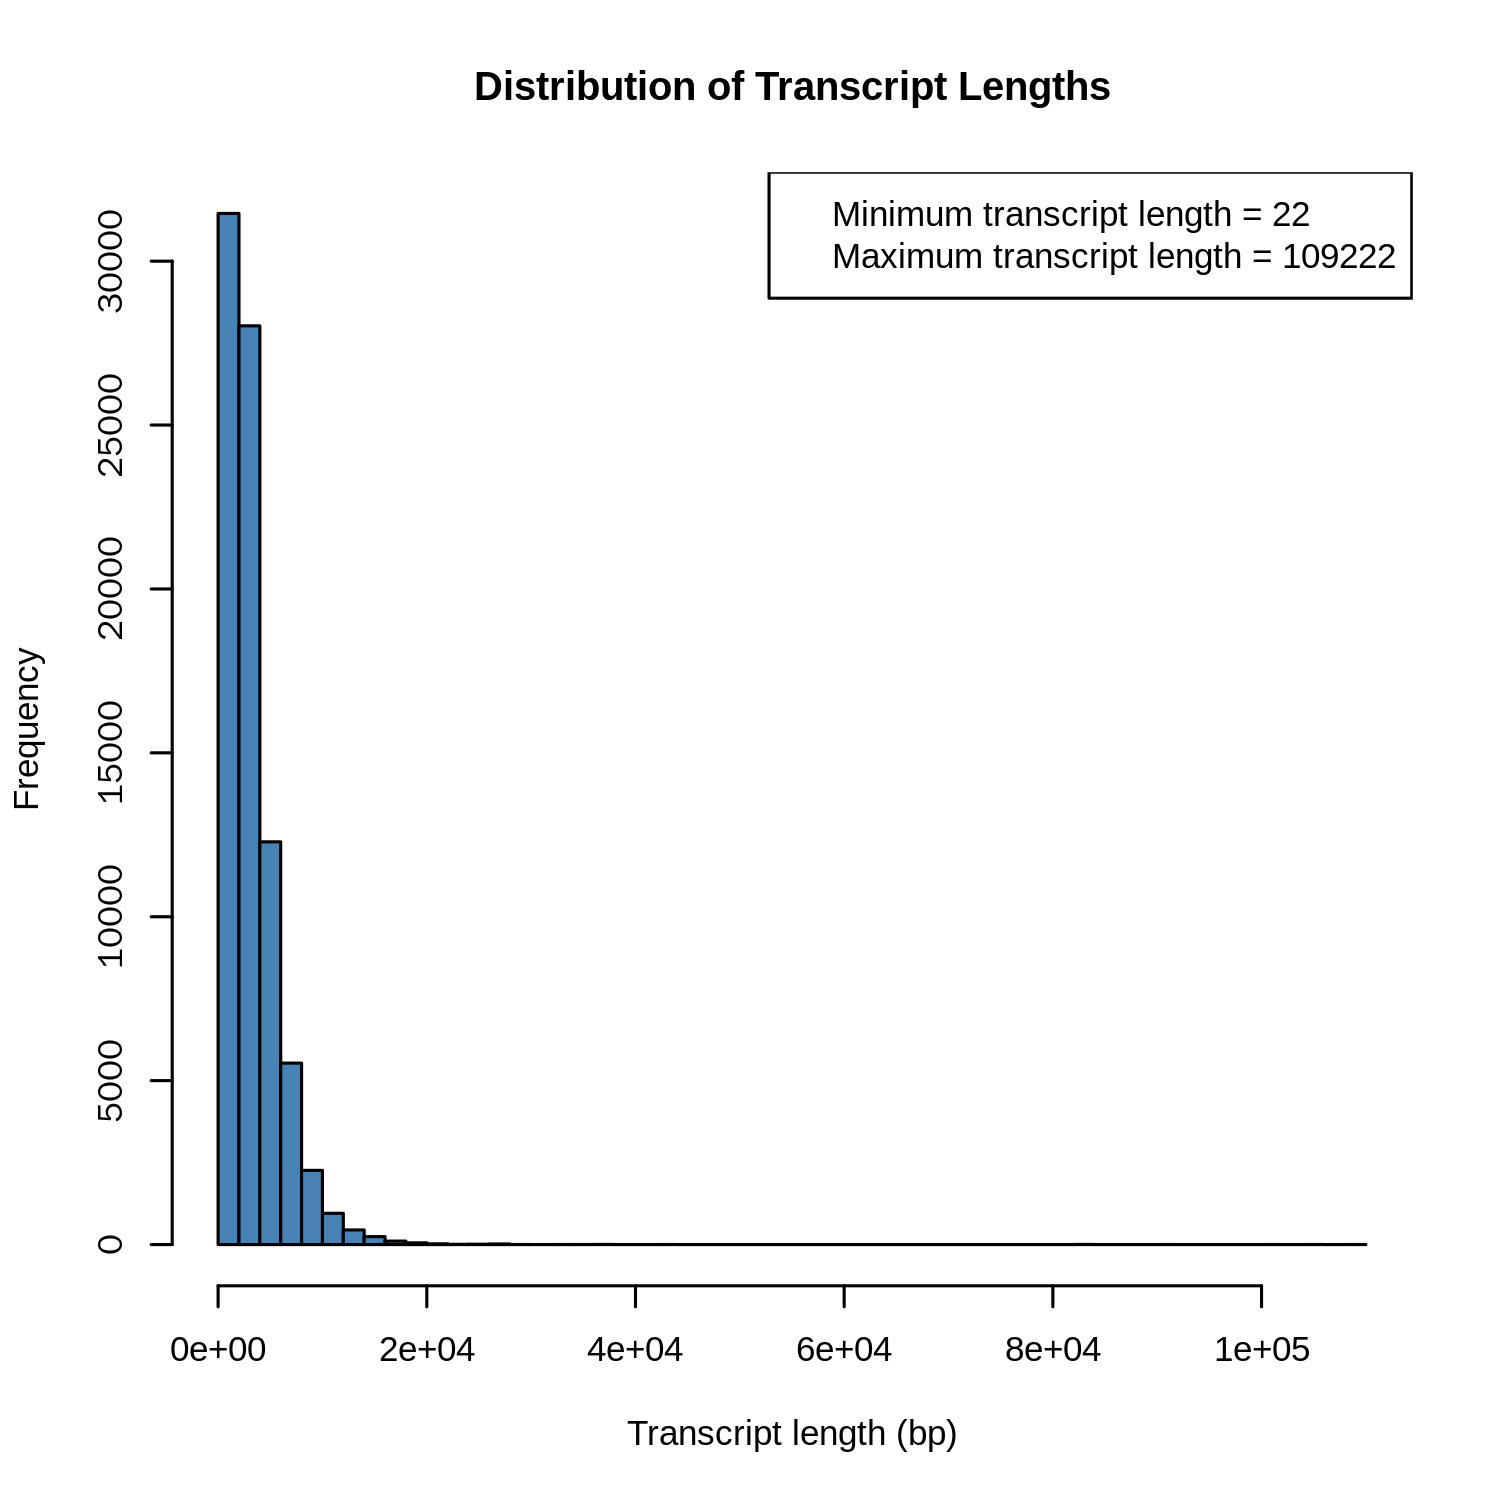 Distribution of Transcript Lengths
Minimum transcript length = 22
Maximum transcript length = 109222
Frequency
30000
25000
20000
15000
10000
5000
0
0e+00 2e+04 4e+04 6e+04 8e+04 1e+05
Transcript length (bp)